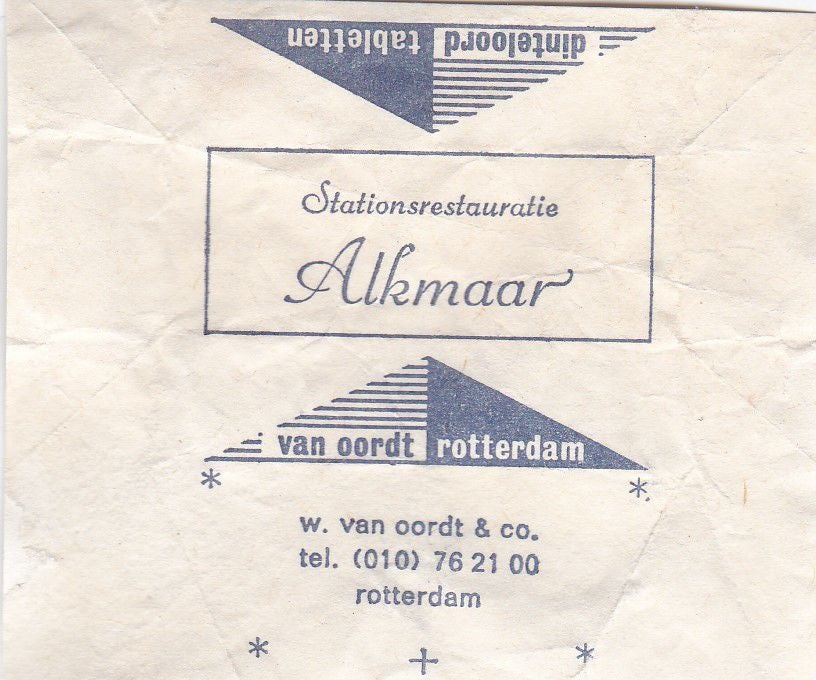 dinteloord tabletten
Stationsrestauratie
Alkmaar
van oordt rotterdam
w. van oordt & co.
tel. (010) 76 21 00
rotterdam